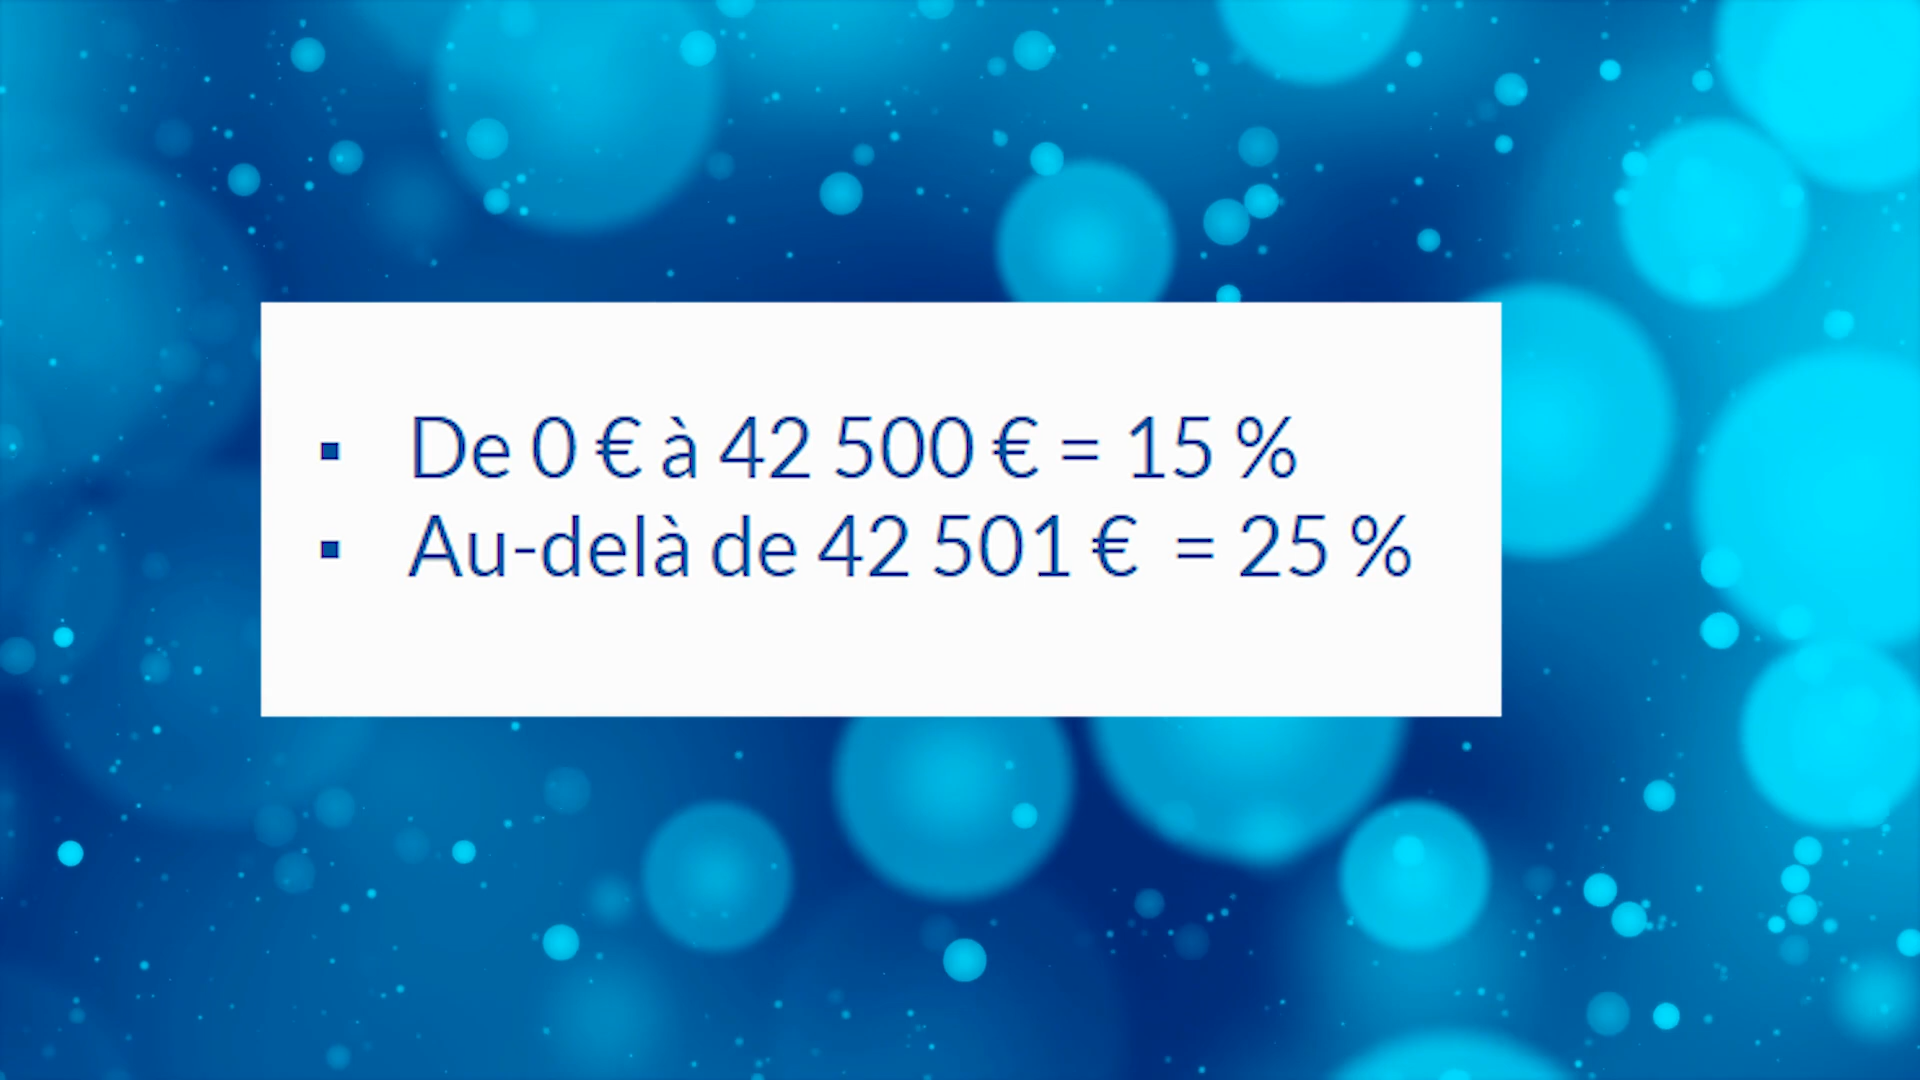 ▪ De 0 € à 42 500 € = 15 %
▪ Au-delà de 42 501 € = 25 %